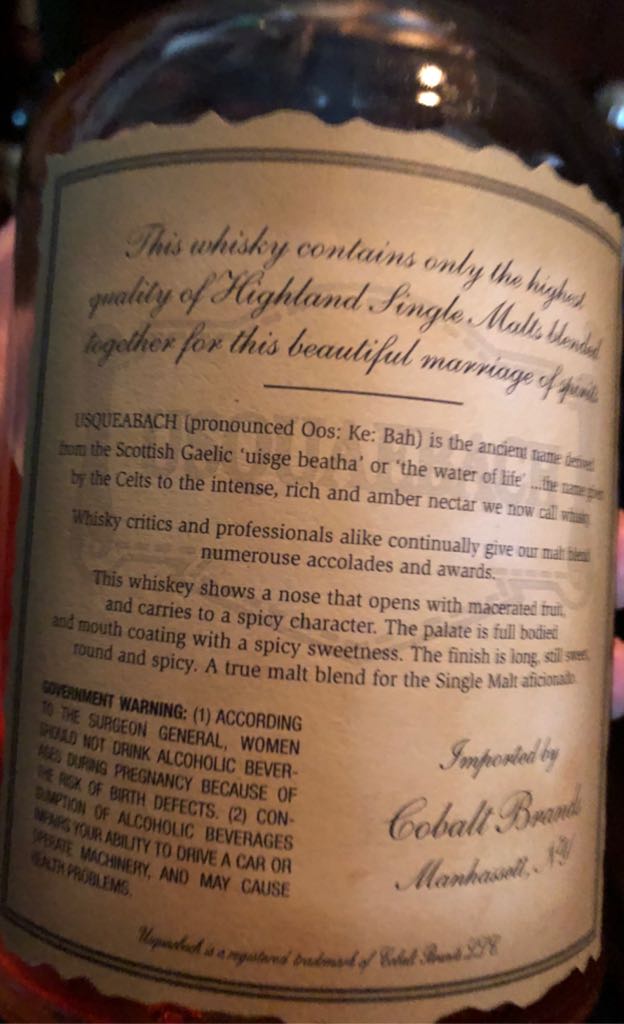 This whisky contains only the highest
quality of Highland Single Malts blended
together for this beautiful marriage of spirits
USQUEABACH (pronounced Oos: Ke: Bah) is the ancient name derived
from the Scottish Gaelic 'uisge beatha' or 'the water of life' ...the name given
by the Celts to the intense, rich and amber nectar we now call whisky
Whisky critics and professionals alike continually give our malt blend
numerouse accolades and awards.
This whiskey shows a nose that opens with macerated fruit,
and carries to a spicy character. The palate is full bodied
and mouth coating with a spicy sweetness. The finish is long, still sweet,
round and spicy. A true malt blend for the Single Malt aficionado.
GOVERNMENT WARNING: (1) ACCORDING
TO THE SURGEON GENERAL, WOMEN
SHOULD NOT DRINK ALCOHOLIC BEVER-
AGES DURING PREGNANCY BECAUSE OF
THE RISK OF BIRTH DEFECTS. (2) CON-
SUMPTION OF ALCOHOLIC BEVERAGES
IMPAIRS YOUR ABILITY TO DRIVE A CAR OR
OPERATE MACHINERY, AND MAY CAUSE
HEALTH PROBLEMS.
Imported by
Cobalt Brands
Manhassett, NY
is a registered trademark of Cobalt Brands